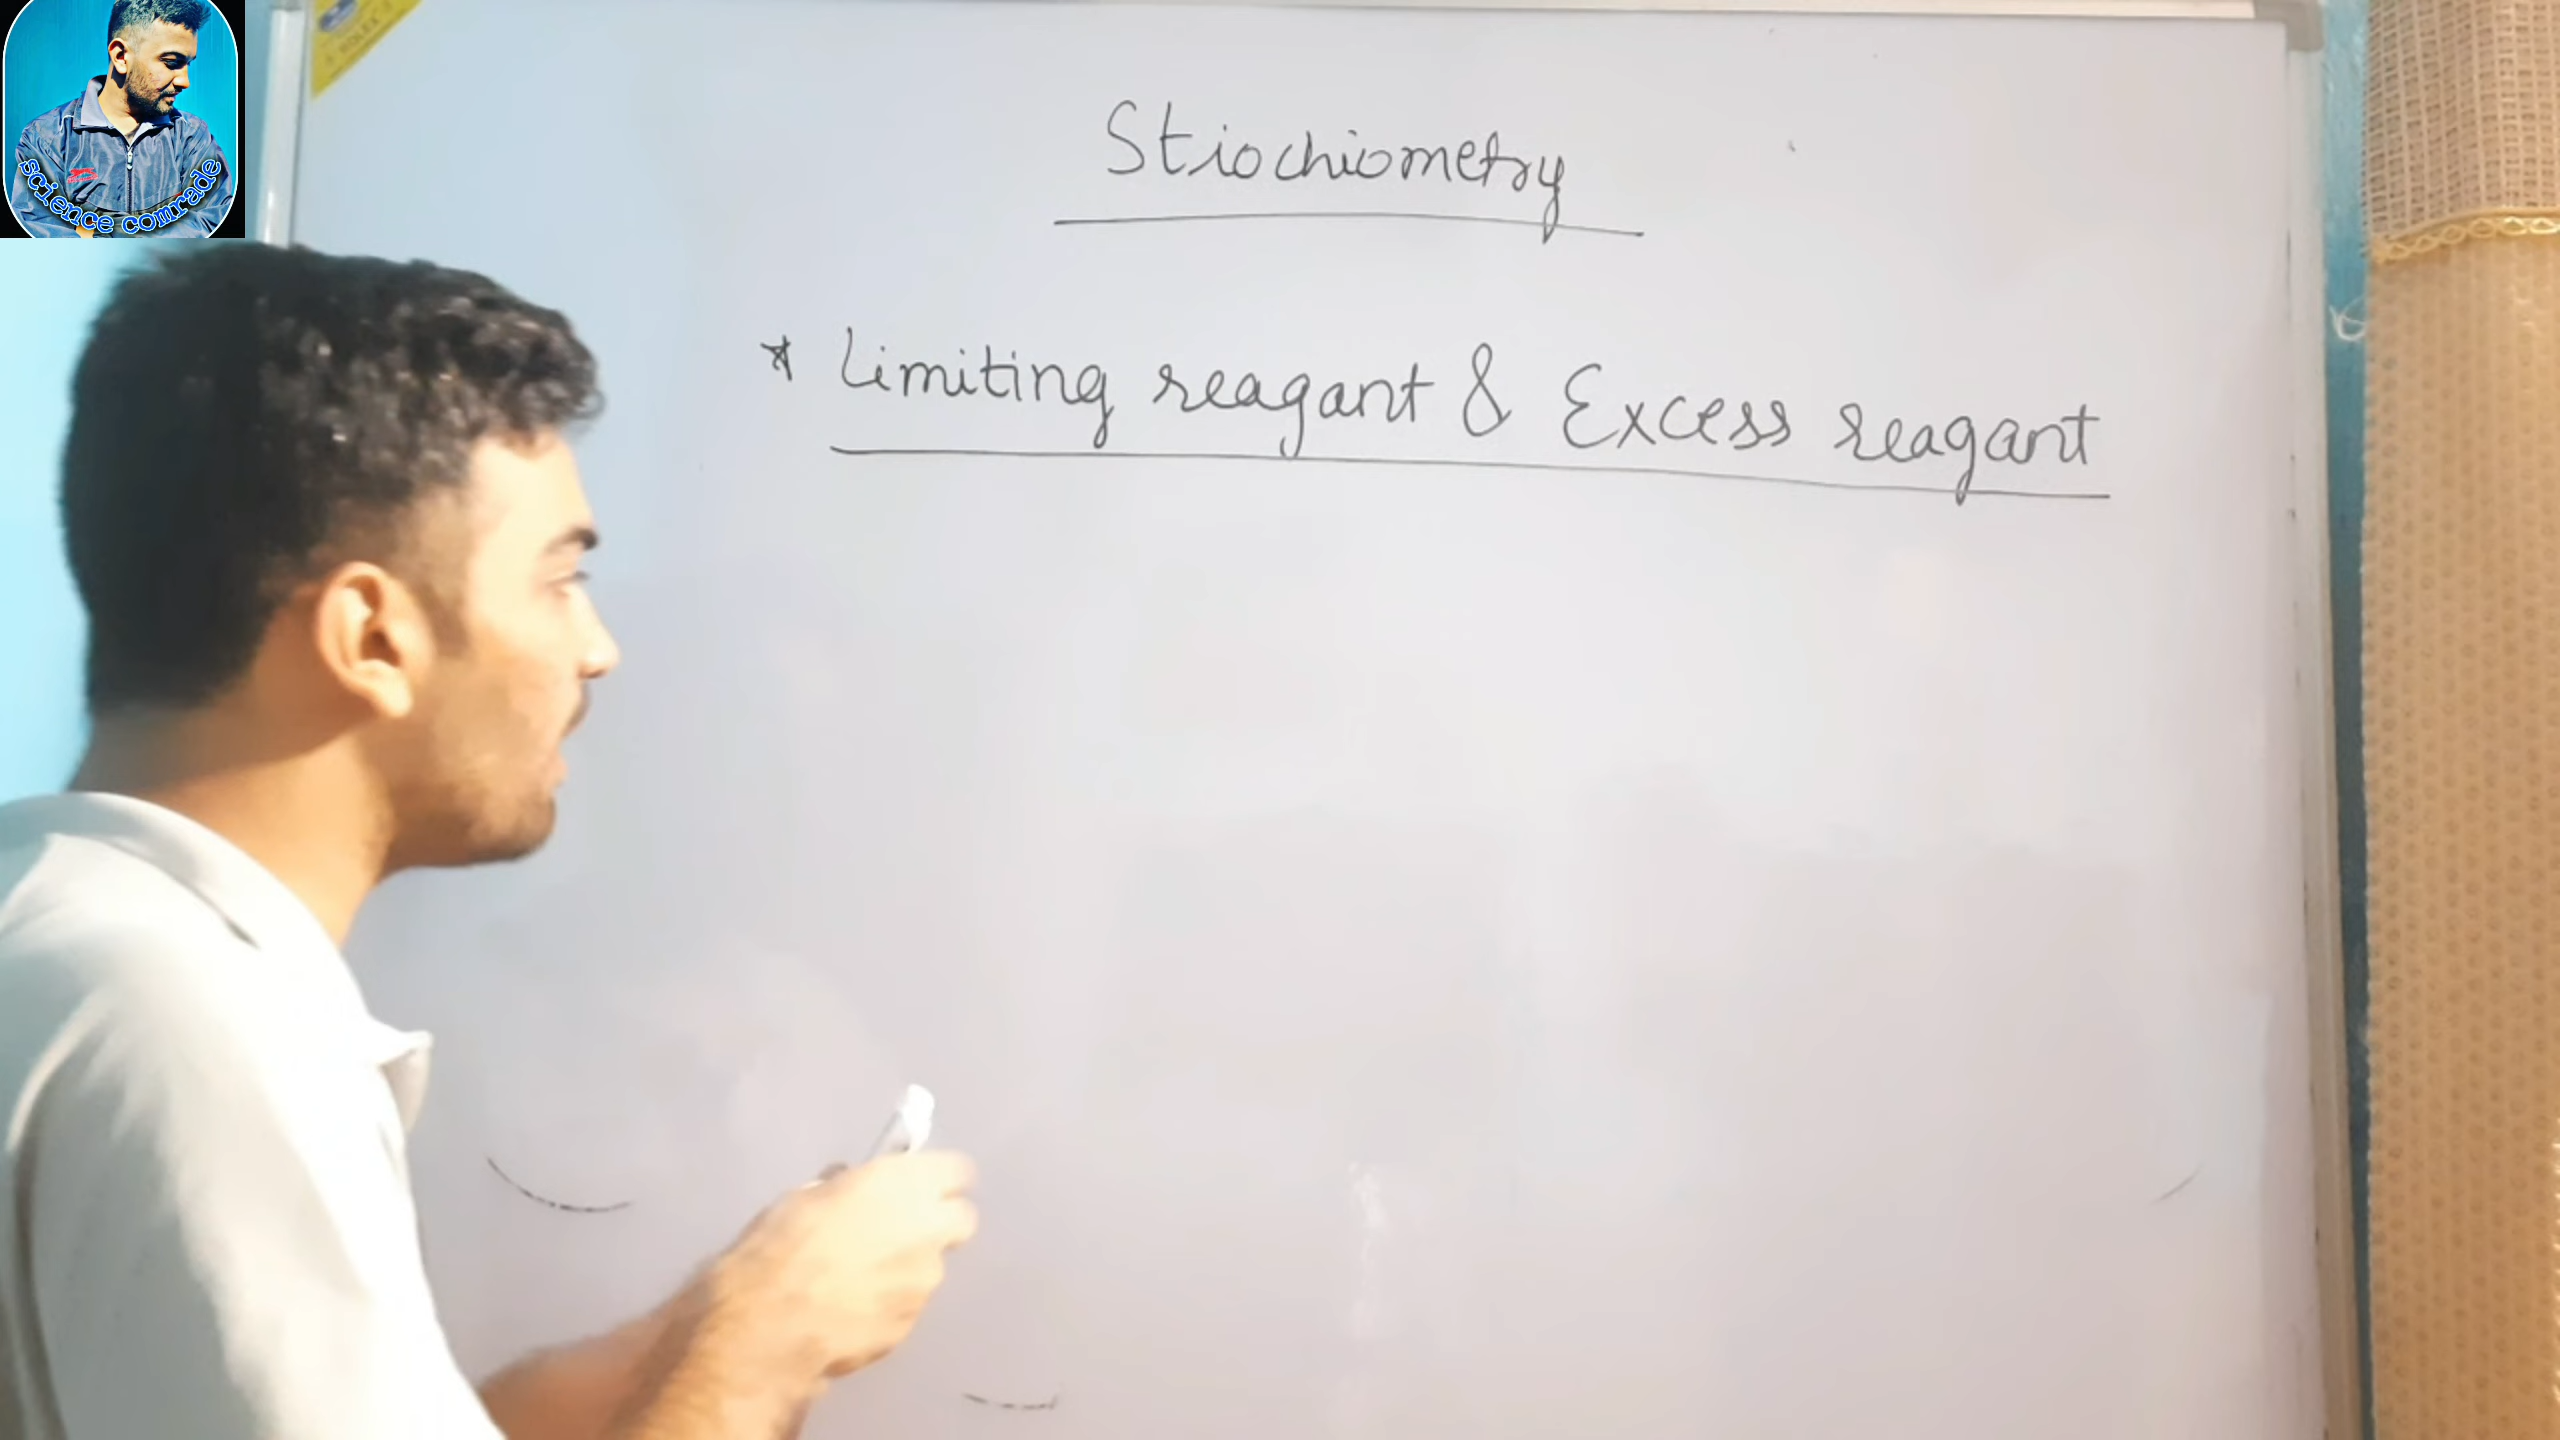 science comrade
Stiochiometry
* Limiting reagant & Excess reagant